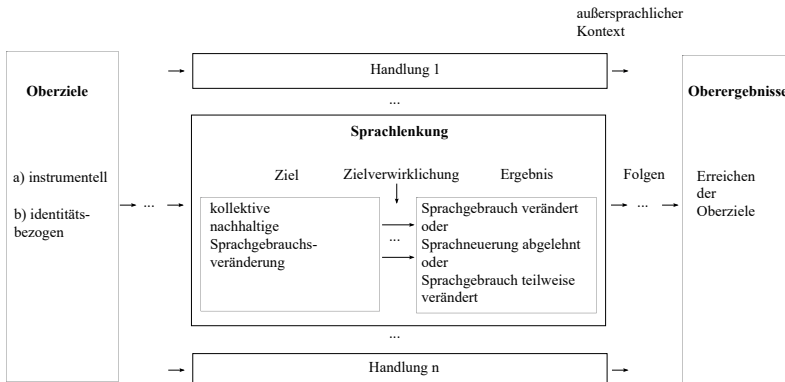 außersprachlicher
Kontext
Handlung 1
Oberziele
Oberergebnisse
...
Sprachlenkung
a) instrumentell
Ziel
Zielverwirklichung
Ergebnis
Folgen
Erreichen
der
Oberziele
b) identitäts-
bezogen
...
kollektive
nachhaltige
Sprachgebrauchs-
veränderung
...
Sprachgebrauch verändert
oder
Sprachneuerung abgelehnt
oder
Sprachgebrauch teilweise
verändert
...
...
Handlung n